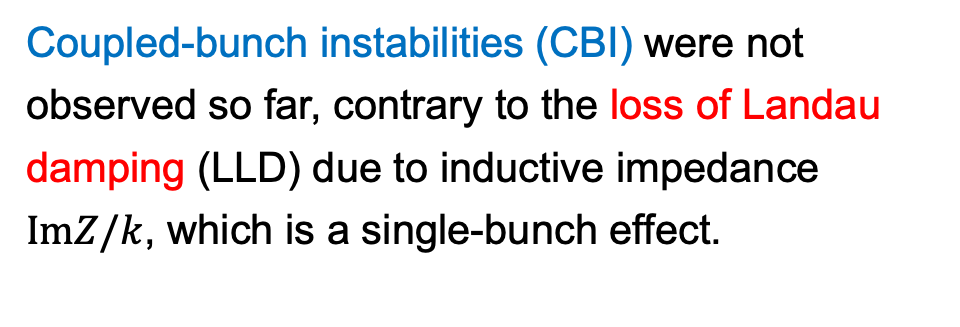 Coupled-bunch instabilities (CBI) were not
observed so far, contrary to the loss of Landau
damping (LLD) due to inductive impedance
ImZ/k, which is a single-bunch effect.